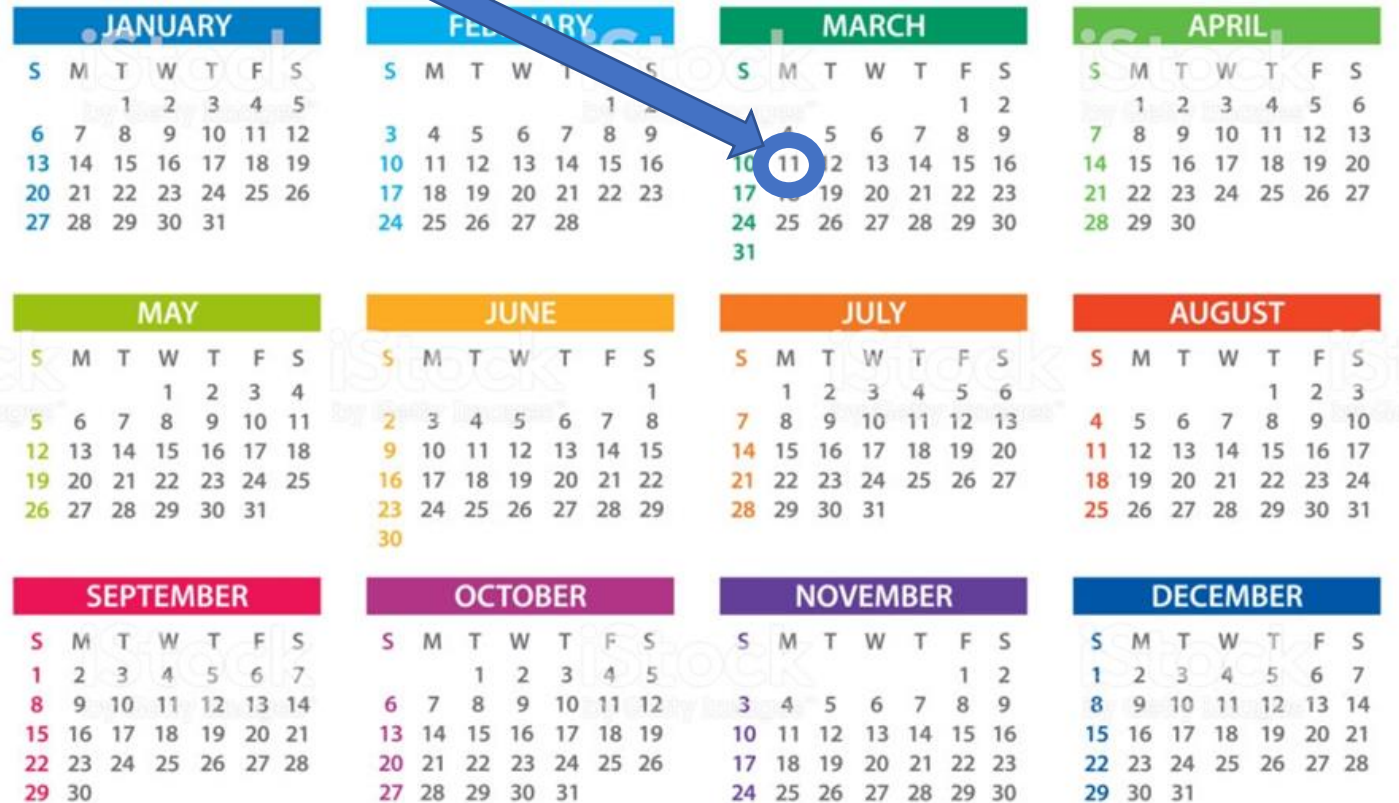 JANUARY FEBRUARY MARCH APRIL
S M T W T F S S M T W T S S M T W T F S S M T W T F S
1 2 3 4 5 1 2 1 2 1 2 3 4 5 6
6 7 8 9 10 11 12 3 4 5 6 7 8 9 5 6 7 8 9 7 8 9 10 11 12 13
13 14 15 16 17 18 19 10 11 12 13 14 15 16 10 11 12 13 14 15 16 14 15 16 17 18 19 20
20 21 22 23 24 25 26 17 18 19 20 21 22 23 17 19 20 21 22 23 21 22 23 24 25 26 27
27 28 29 30 31 24 25 26 27 28 24 25 26 27 28 29 30 28 29 30
31
MAY JUNE JULY AUGUST
S M T W T F S S M T W T F S S M T W T F S S M T W T F S
1 2 3 4 1 1 2 3 4 5 6 1 2 3
5 6 7 8 9 10 11 2 3 4 5 6 7 8 7 8 9 10 11 12 13 4 5 6 7 8 9 10
12 13 14 15 16 17 18 9 10 11 12 13 14 15 14 15 16 17 18 19 20 11 12 13 14 15 16 17
19 20 21 22 23 24 25 16 17 18 19 20 21 22 21 22 23 24 25 26 27 18 19 20 21 22 23 24
26 27 28 29 30 31 23 24 25 26 27 28 29 28 29 30 31 25 26 27 28 29 30 31
30
SEPTEMBER OCTOBER NOVEMBER DECEMBER
S M T W T F S S M T W T F S S M T W T F S S M T W T F S
1 2 3 4 5 6 7 1 2 3 4 5 1 2 1 2 3 4 5 6 7
8 9 10 11 12 13 14 6 7 8 9 10 11 12 3 4 5 6 7 8 9 8 9 10 11 12 13 14
15 16 17 18 19 20 21 13 14 15 16 17 18 19 10 11 12 13 14 15 16 15 16 17 18 19 20 21
22 23 24 25 26 27 28 20 21 22 23 24 25 26 17 18 19 20 21 22 23 22 23 24 25 26 27 28
29 30 27 28 29 30 31 24 25 26 27 28 29 30 29 30 31